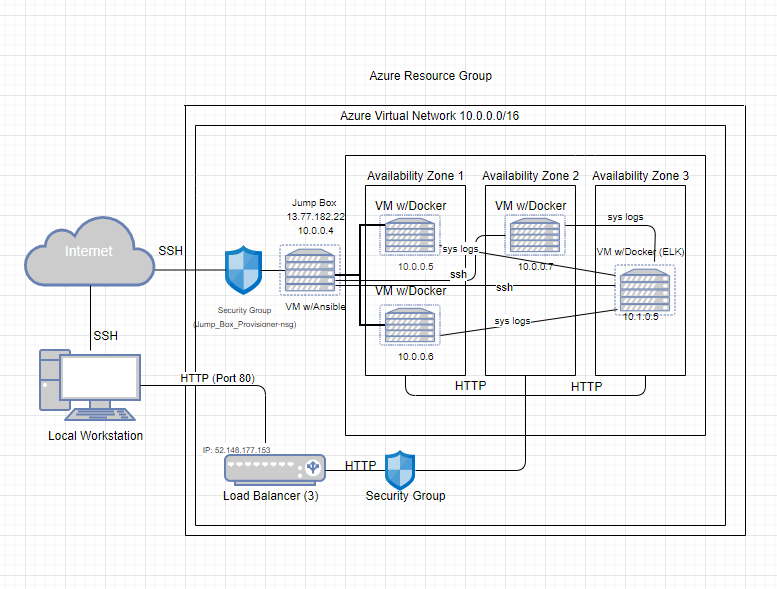 Azure Resource Group
Azure Virtual Network 10.0.0.0/16
Availability Zone 1
Availability Zone 2
Availability Zone 3
Jump Box
13.77.182.22
10.0.0.4
VM w/Docker
VM w/Docker
sys logs
Internet
SSH
sys logs
VM w/Docker (ELK)
10.0.0.5
10.0.0.7
ssh
ssh
VM w/Docker
VM w/Ansible
Security Group
(Jump_Box_Provisioner-nsg)
10.1.0.5
sys logs
SSH
10.0.0.6
HTTP (Port 80)
HTTP
HTTP
Local Workstation
IP: 52.148.177.153
HTTP
Load Balancer (3)
Security Group